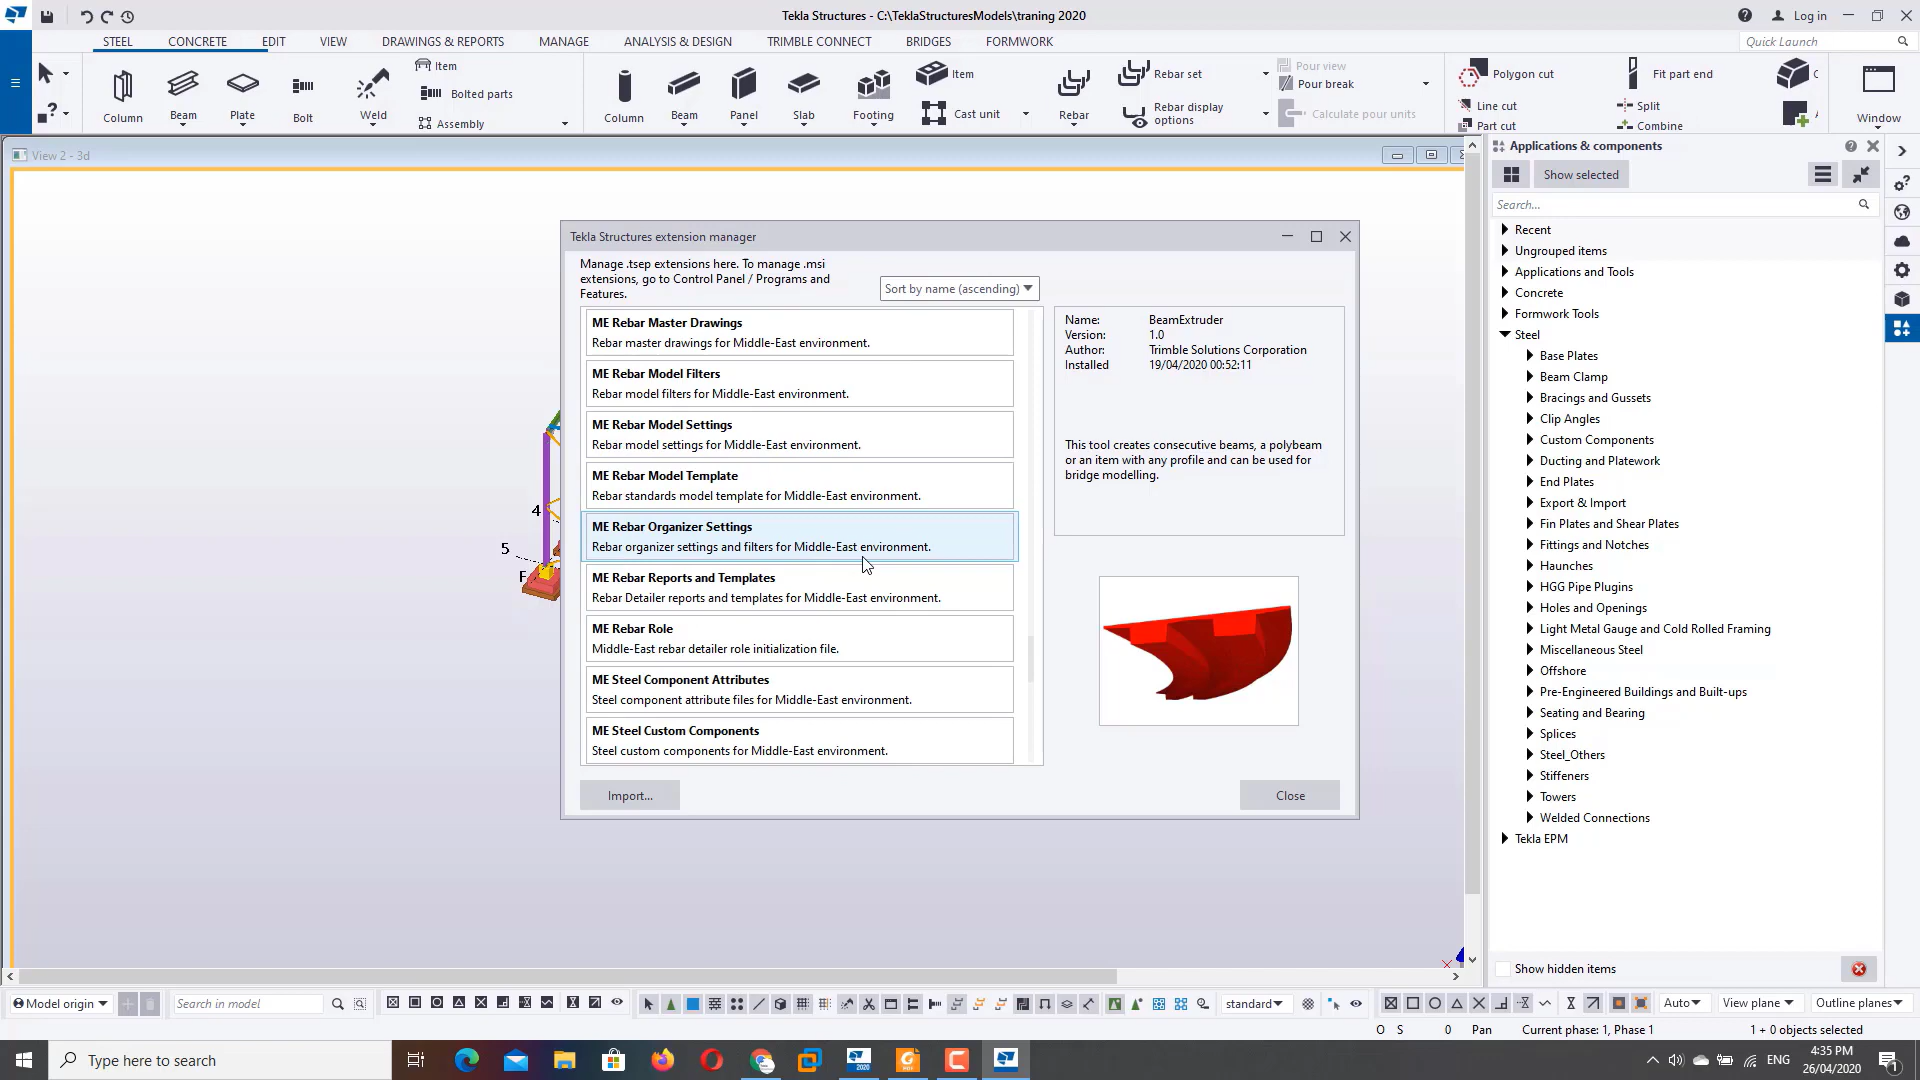 Tekla Structures - C:\TeklaStructuresModels\traning 2020
Log in
STEEL CONCRETE EDIT VIEW DRAWINGS & REPORTS MANAGE ANALYSIS & DESIGN TRIMBLE CONNECT BRIDGES FORMWORK
Quick Launch
Column
Beam
Plate
Bolt
Weld
Item
Bolted parts
Assembly
Column
Beam
Panel
Slab
Footing
Item
Cast unit
Rebar
Rebar set
Rebar display
options
Pour view
Pour break
Calculate pour units
Polygon cut
Line cut
Part cut
Fit part end
Split
Combine
Window
View 2 - 3d
4
5
F
Tekla Structures extension manager
Manage .tsep extensions here. To manage .msi
extensions, go to Control Panel / Programs and
Features.
Sort by name (ascending)
ME Rebar Master Drawings
Rebar master drawings for Middle-East environment.
ME Rebar Model Filters
Rebar model filters for Middle-East environment.
ME Rebar Model Settings
Rebar model settings for Middle-East environment.
ME Rebar Model Template
Rebar standards model template for Middle-East environment.
ME Rebar Organizer Settings
Rebar organizer settings and filters for Middle-East environment.
ME Rebar Reports and Templates
Rebar Detailer reports and templates for Middle-East environment.
ME Rebar Role
Middle-East rebar detailer role initialization file.
ME Steel Component Attributes
Steel component attribute files for Middle-East environment.
ME Steel Custom Components
Steel custom components for Middle-East environment.
Name: BeamExtruder
Version: 1.0
Author: Trimble Solutions Corporation
Installed 19/04/2020 00:52:11
This tool creates consecutive beams, a polybeam
or an item with any profile and can be used for
bridge modelling.
Import...
Close
Applications & components
Show selected
Search...
Recent
Ungrouped items
Applications and Tools
Concrete
Formwork Tools
Steel
Base Plates
Beam Clamp
Bracings and Gussets
Clip Angles
Custom Components
Ducting and Platework
End Plates
Export & Import
Fin Plates and Shear Plates
Fittings and Notches
Haunches
HGG Pipe Plugins
Holes and Openings
Light Metal Gauge and Cold Rolled Framing
Miscellaneous Steel
Offshore
Pre-Engineered Buildings and Built-ups
Seating and Bearing
Splices
Steel_Others
Stiffeners
Towers
Welded Connections
Tekla EPM
Show hidden items
Model origin
Search in model
standard
Auto
View plane
Outline planes
O S 0 Pan Current phase: 1, Phase 1 1 + 0 objects selected
Type here to search
2020
ENG
4:35 PM
26/04/2020
1